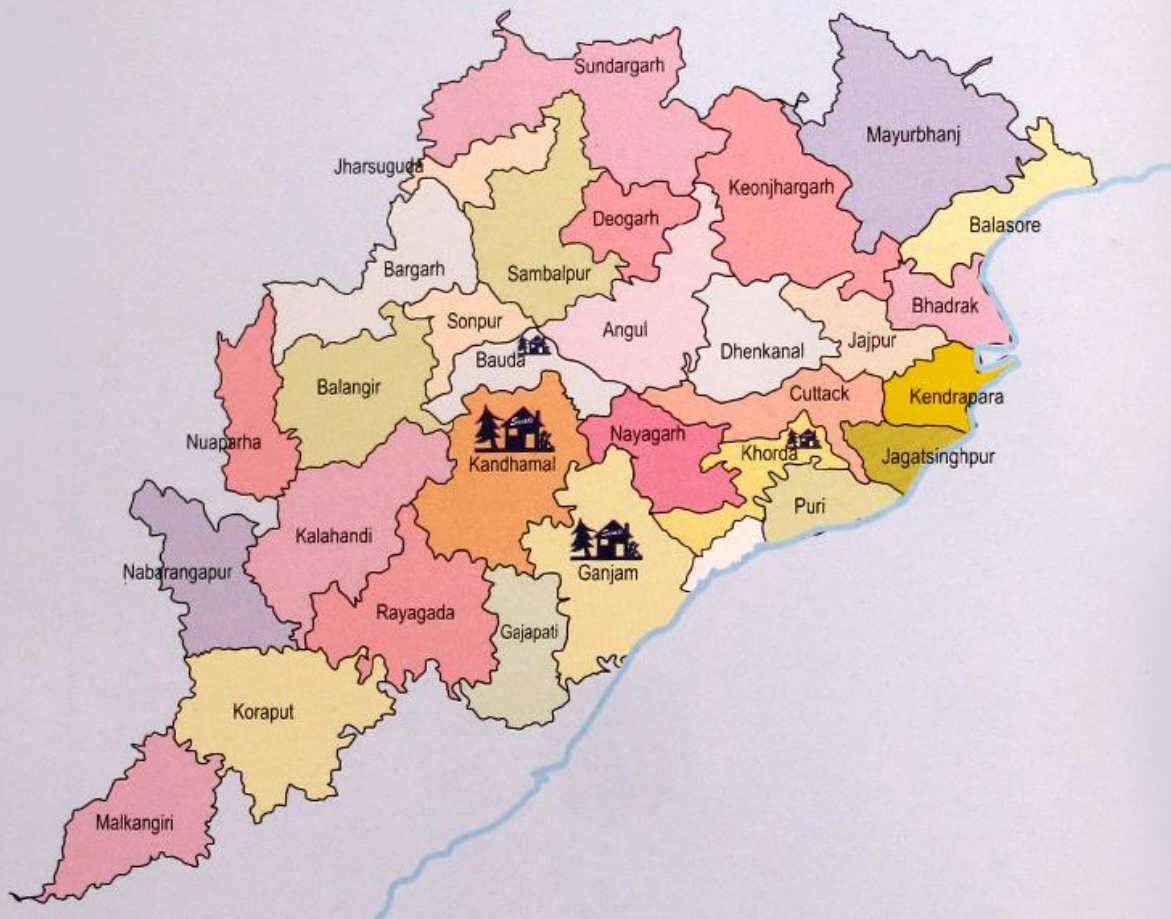 Sundargarh
Mayurbhanj
Jharsuguda
Keonjhargarh
Deogarh
Balasore
Bargarh
Sambalpur
Bhadrak
Sonpur
Angul
Jajpur
Dhenkanal
Bauda
Balangir
Cuttack
Kendrapara
Nuaparha
Nayagarh
Khorda
Jagatsinghpur
Kandhamal
Puri
Kalahandi
Nabarangapur
Ganjam
Rayagada
Gajapati
Koraput
Malkangiri